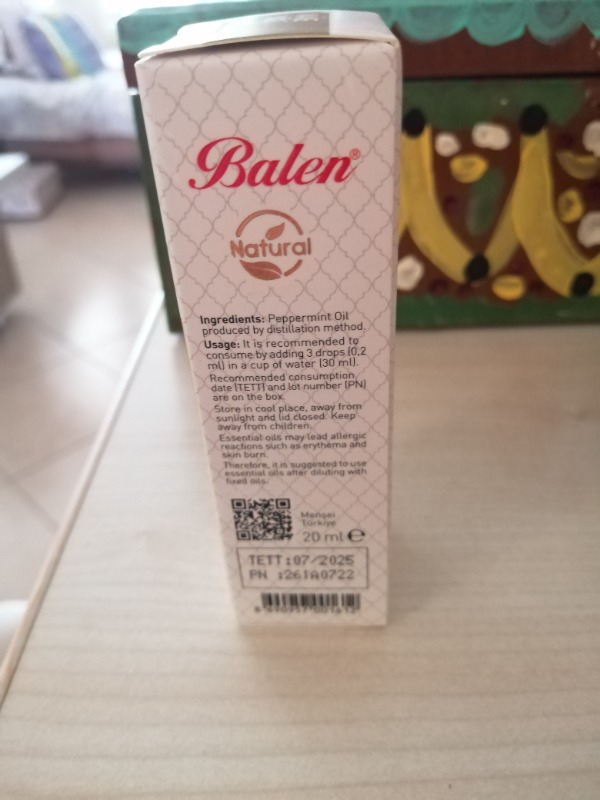 Balen®
Natural
Ingredients: Peppermint Oil
produced by distillation method.
Usage: It is recommended to
consume by adding 3 drops (0,2
ml) in a cup of water (30 ml).
Recommended consumption
date (TETT) and lot number (PN)
are on the box.
Store in cool place, away from
sunlight and lid closed. Keep
away from children.
Essential oils may lead allergic
reactions such as erythema and
skin burn.
Therefore, it is suggested to use
essential oils after diluting with
fixed oils.
Menşei
Türkiye
20 ml ℮
TETT:07/2025
PN :261A0722